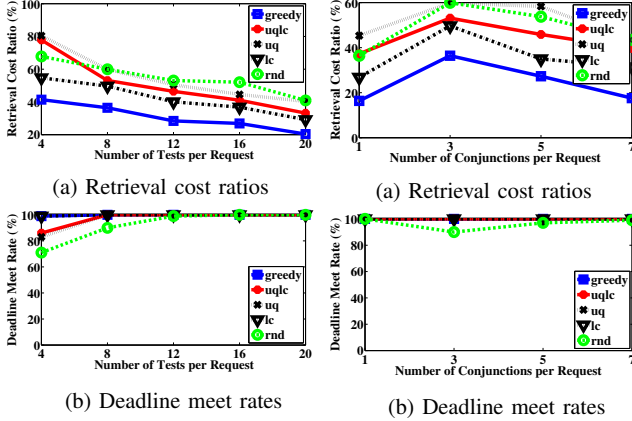 100
80
60
40
20
Retrieval Cost Ratio (%)
greedy
uqlc
uq
lc
rnd
4 8 12 16 20
Number of Tests per Request
(a) Retrieval cost ratios
60
40
20
0
Retrieval Cost Ratio (%)
greedy
uqlc
uq
lc
rnd
1 3 5 7
Number of Conjunctions per Request
(a) Retrieval cost ratios
100
80
60
40
20
0
Deadline Meet Rate (%)
greedy
uqlc
uq
lc
rnd
4 8 12 16 20
Number of Tests per Request
(b) Deadline meet rates
100
80
60
40
20
0
Deadline Meet Rate (%)
greedy
uqlc
uq
lc
rnd
1 3 5 7
Number of Conjunctions per Request
(b) Deadline meet rates